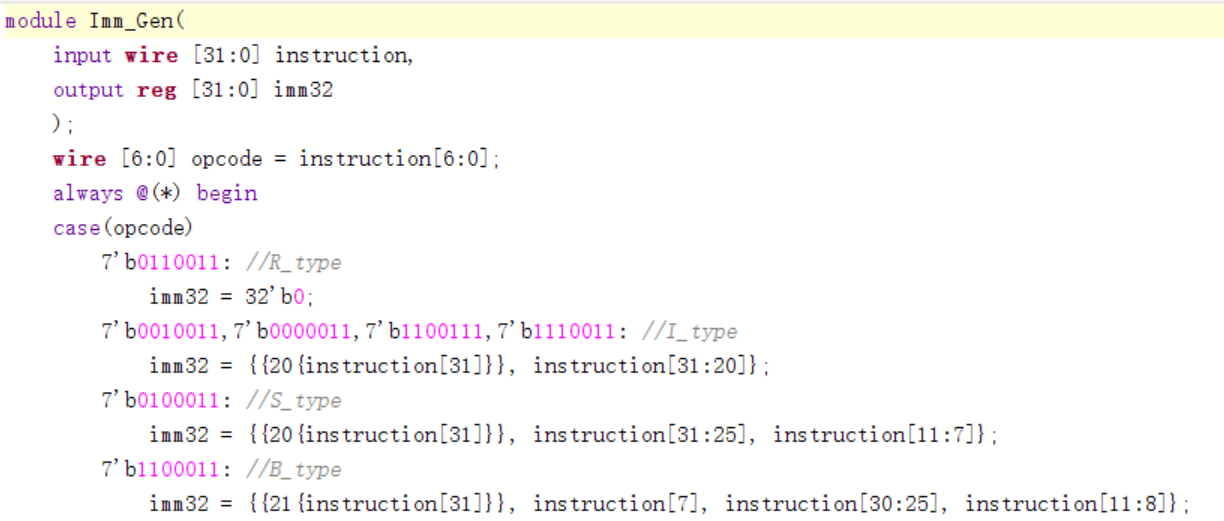 module Imm_Gen(
    input wire [31:0] instruction,
    output reg [31:0] imm32
    );
    wire [6:0] opcode = instruction[6:0];
    always @(*) begin
    case(opcode)
        7'b0110011: //R_type
            imm32 = 32'b0;
        7'b0010011,7'b0000011,7'b1100111,7'b1110011: //I_type
            imm32 = {{20{instruction[31]}}, instruction[31:20]};
        7'b0100011: //S_type
            imm32 = {{20{instruction[31]}}, instruction[31:25], instruction[11:7]};
        7'b1100011: //B_type
            imm32 = {{21{instruction[31]}}, instruction[7], instruction[30:25], instruction[11:8]};